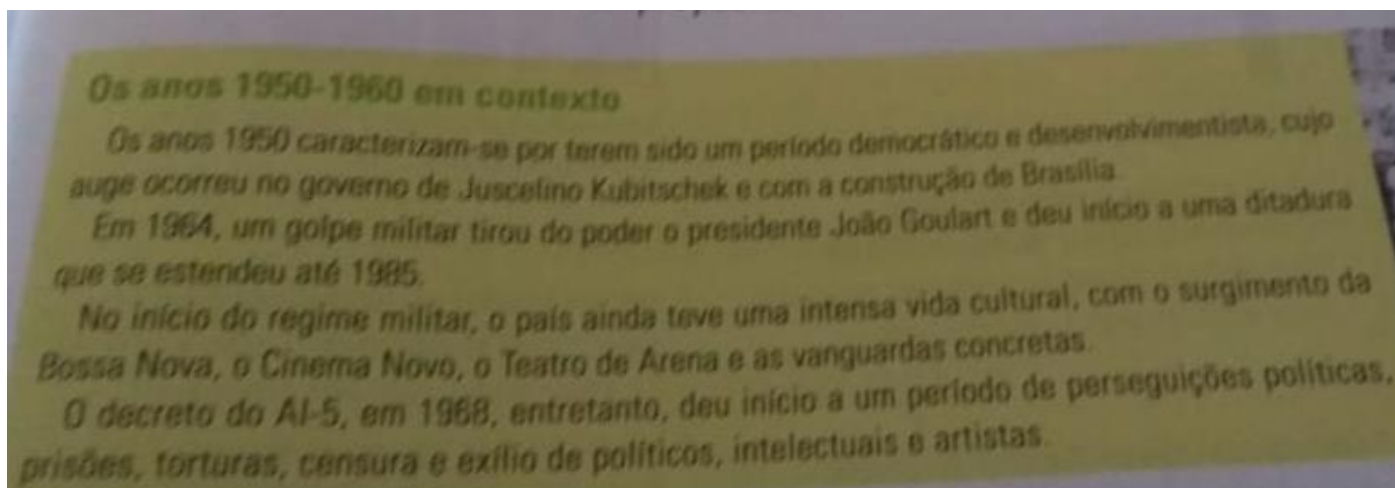 Os anos 1950-1960 em contexto
Os anos 1950 caracterizam-se por terem sido um período democrático e desenvolvimentista, cujo
auge ocorreu no governo de Juscelino Kubitschek e com a construção de Brasília.
Em 1964, um golpe militar tirou do poder o presidente João Goulart e deu início a uma ditadura
que se estendeu até 1985.
No início do regime militar, o país ainda teve uma intensa vida cultural, com o surgimento da
Bossa Nova, o Cinema Novo, o Teatro de Arena e as vanguardas concretas.
O decreto do AI-5, em 1968, entretanto, deu início a um período de perseguições políticas,
prisões, torturas, censura e exílio de políticos, intelectuais e artistas.